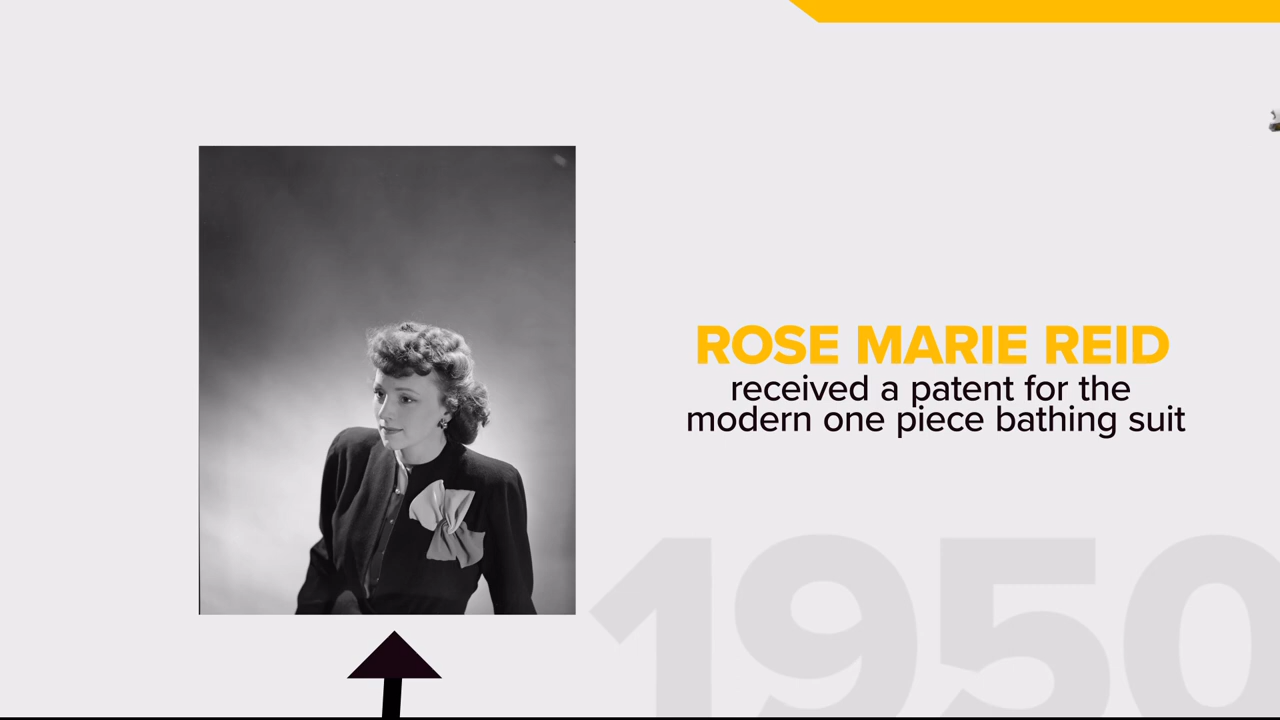 ROSE MARIE REID
received a patent for the
modern one piece bathing suit
1950